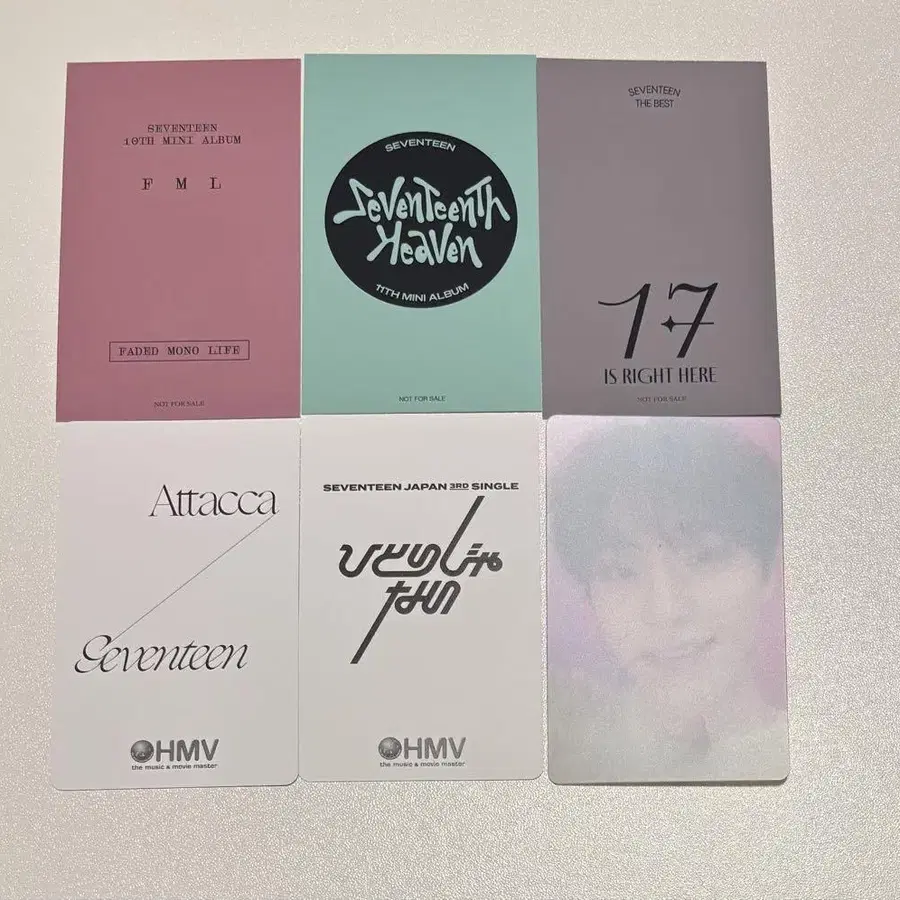 SEVENTEEN
10TH MINI ALBUM
F M L
FADED MONO LIFE
NOT FOR SALE
SEVENTEEN
SEVENTEENTH
HEAVEN
11TH MINI ALBUM
NOT FOR SALE
SEVENTEEN
THE BEST
17
IS RIGHT HERE
NOT FOR SALE
Attacca
Seventeen
HMV
the music & movie master
SEVENTEEN JAPAN 3RD SINGLE
ひとりじゃ
ない
HMV
the music & movie master